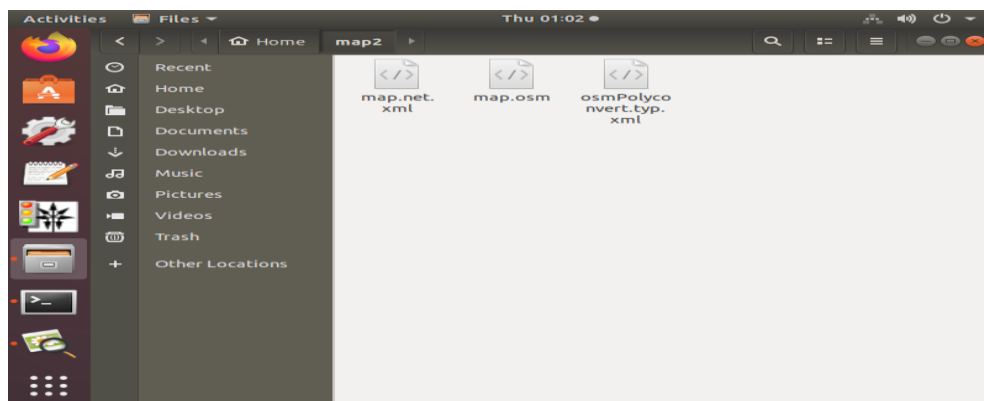 Activities Files Thu 01:02
Home map2
Recent
Home
Desktop
Documents
Downloads
Music
Pictures
Videos
Trash
Other Locations
map.net.
xml
map.osm
osmPolyco
nvert.typ.
xml